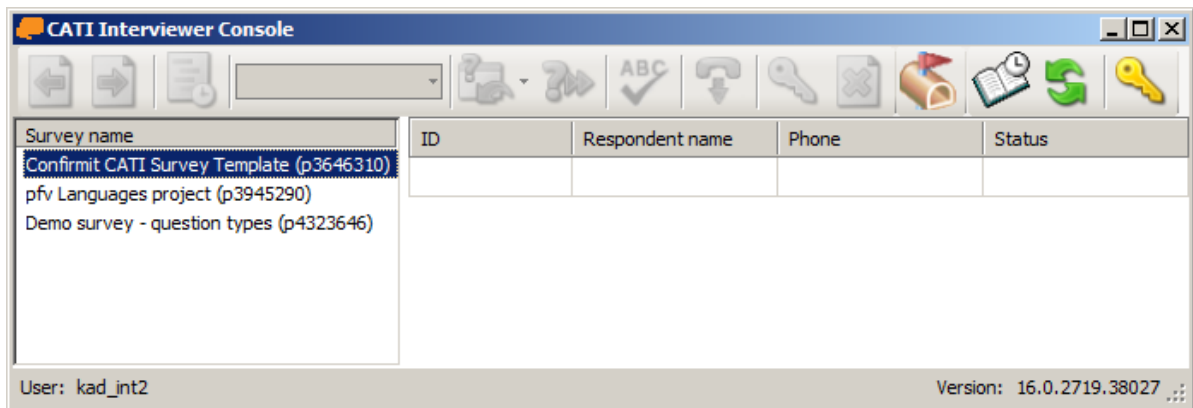 CATI Interviewer Console
ABC
Survey name
Confirmit CATI Survey Template (p3646310)
pfv Languages project (p3945290)
Demo survey - question types (p4323646)
ID Respondent name Phone Status
User: kad_int2
Version: 16.0.2719.38027